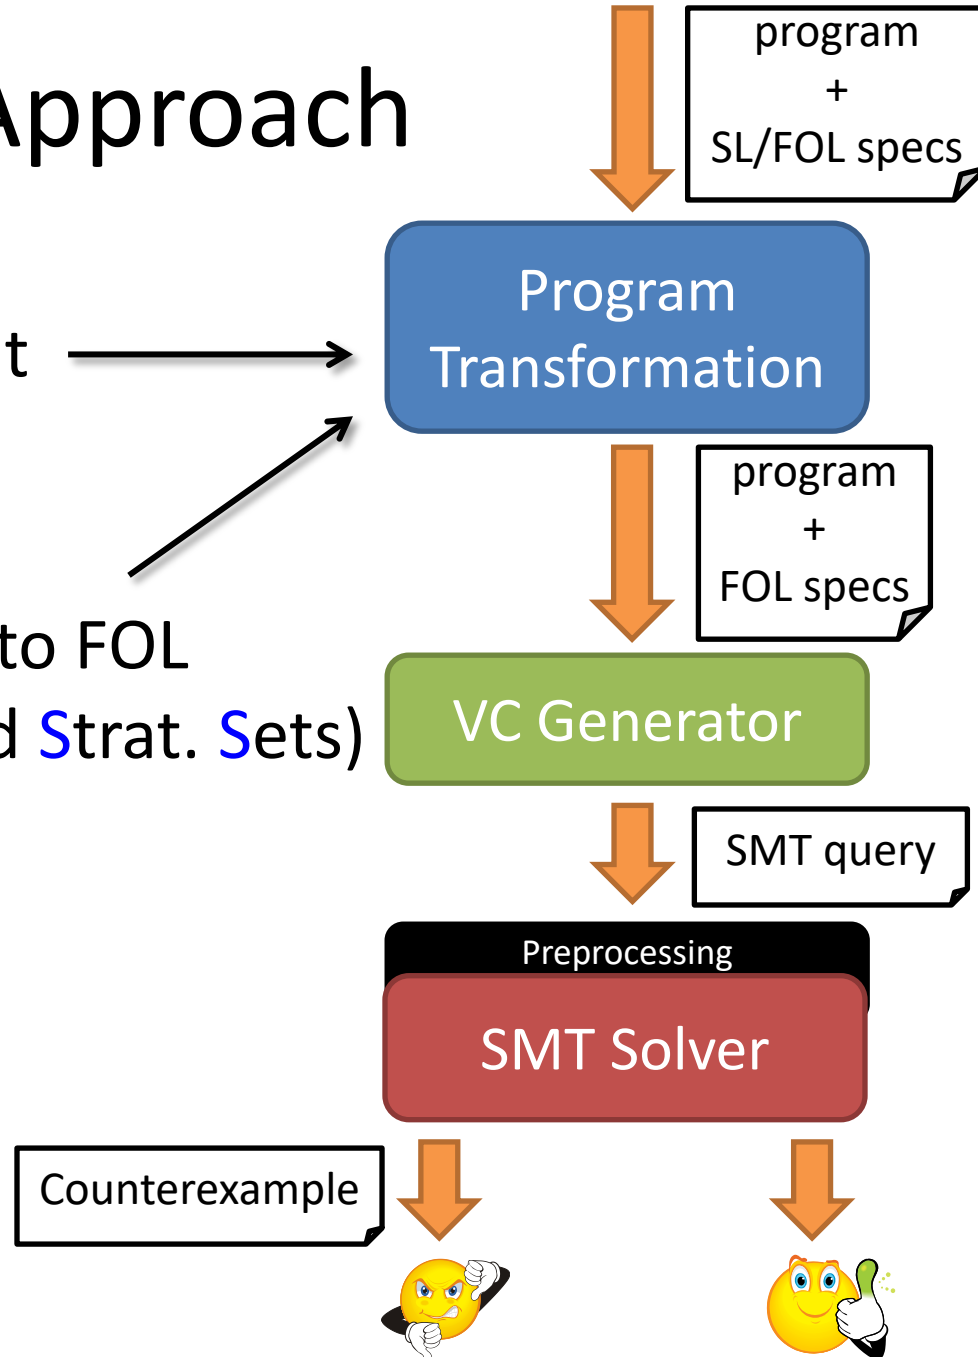 program
+
SL/FOL specs
Approach
Program
Transformation
t
program
+
FOL specs
to FOL
d Strat. Sets)
VC Generator
SMT query
Preprocessing
SMT Solver
Counterexample